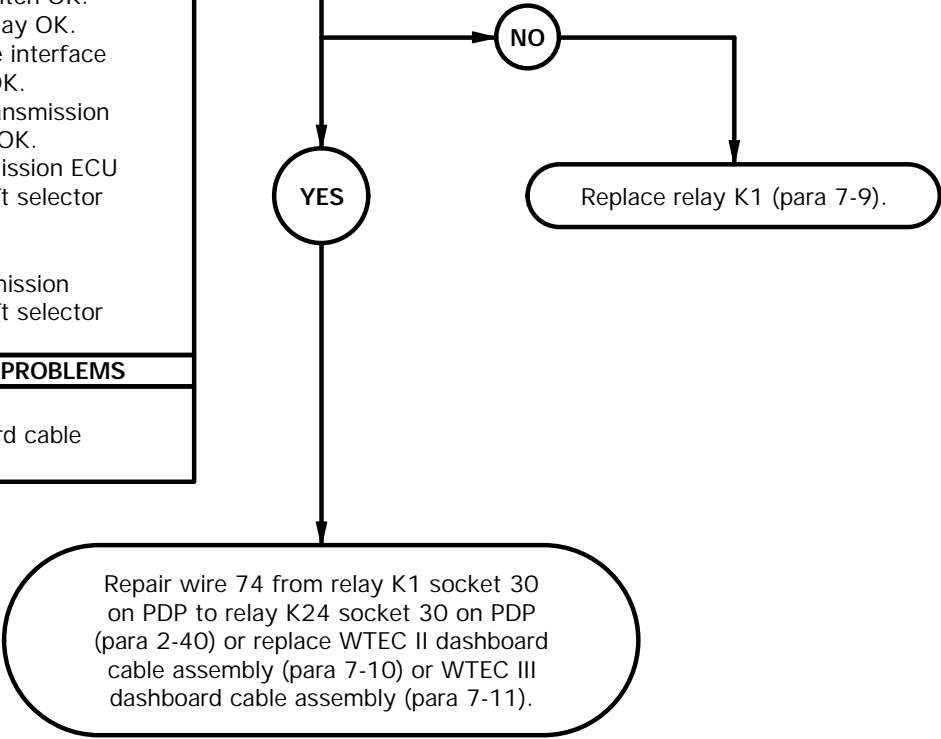 OK.
ay OK.
interface
OK.
ansmission
OK.
ission ECU
ft selector
mission
ft selector
PROBLEMS
rd cable
NO
YES
Replace relay K1 (para 7-9).
Repair wire 74 from relay K1 socket 30
on PDP to relay K24 socket 30 on PDP
(para 2-40) or replace WTEC II dashboard
cable assembly (para 7-10) or WTEC III
dashboard cable assembly (para 7-11).